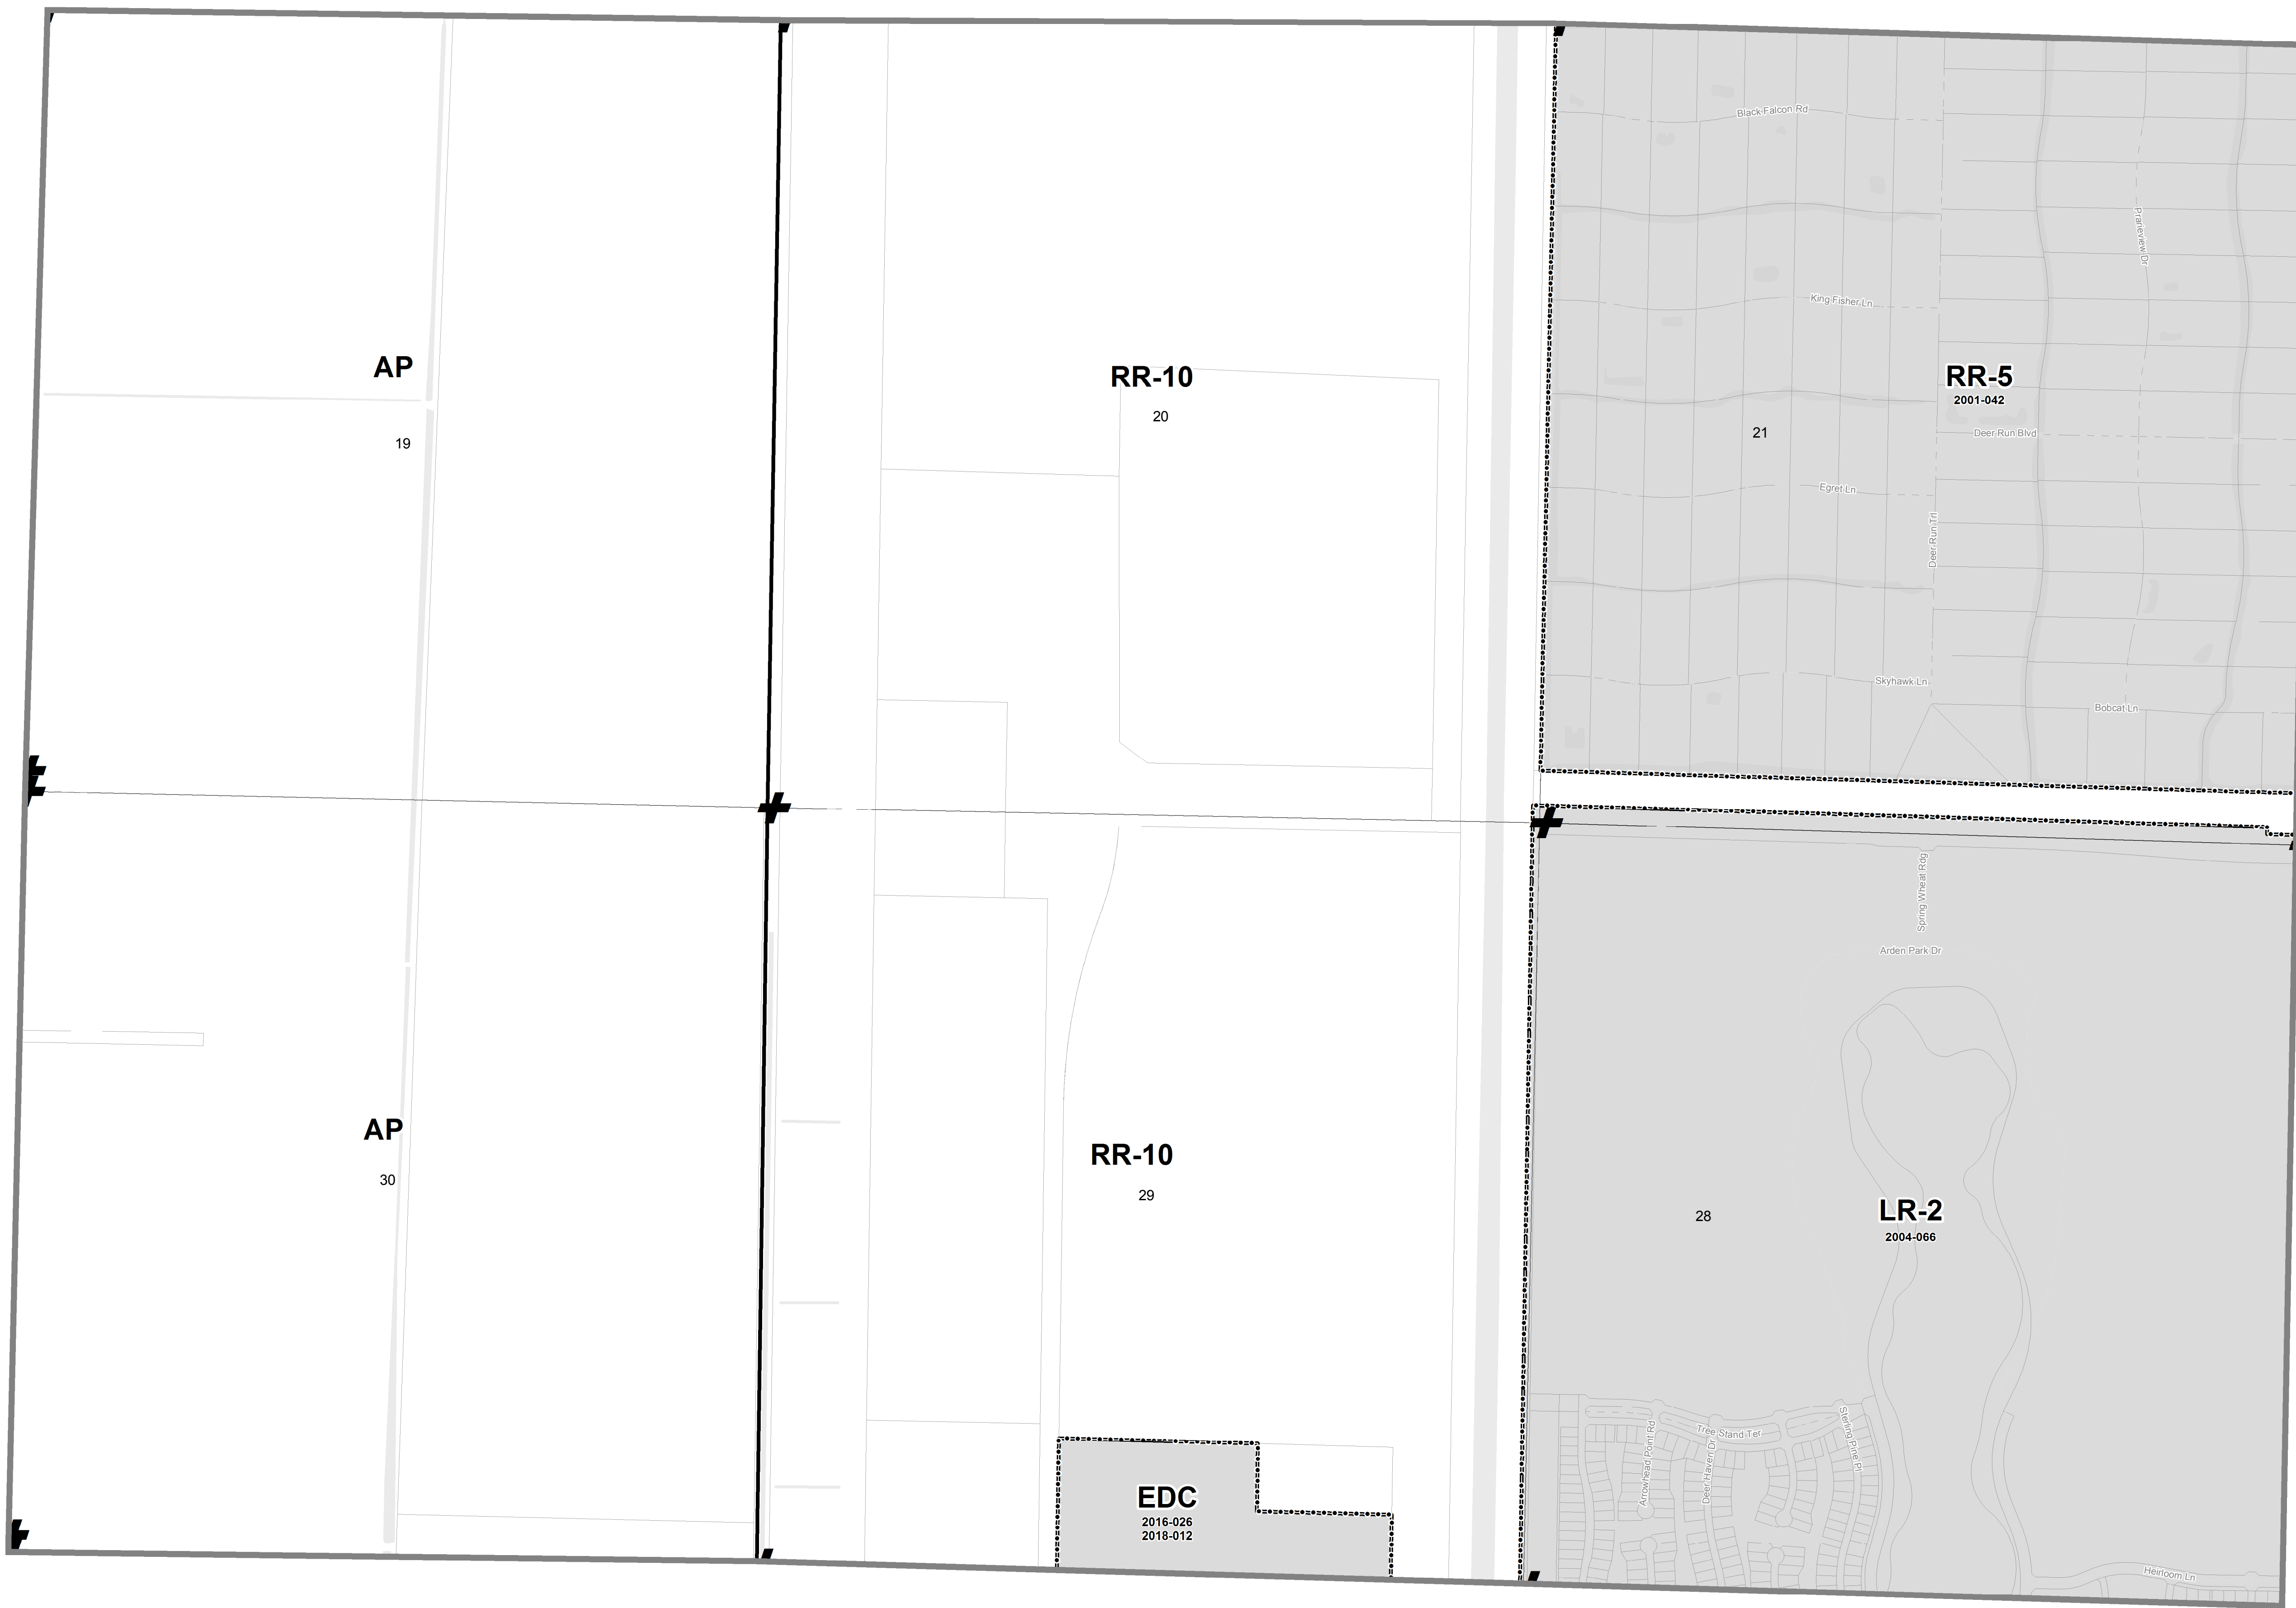 Black Falcon Rd
Prairieview Dr
King Fisher Ln
AP
RR-10
RR-5
2001-042
20
21
Deer Run Blvd
19
Egret Ln
Deer Run Trl
Skyhawk Ln
Bobcat Ln
Spring Wheat Rdg
Arden Park Dr
AP
RR-10
30
29
28
LR-2
2004-066
Tree Stand Ter
Sterling Pine Pl
Arrowhead Point Rd
Deer Haven Dr
EDC
2016-026
2018-012
Heirloom Ln